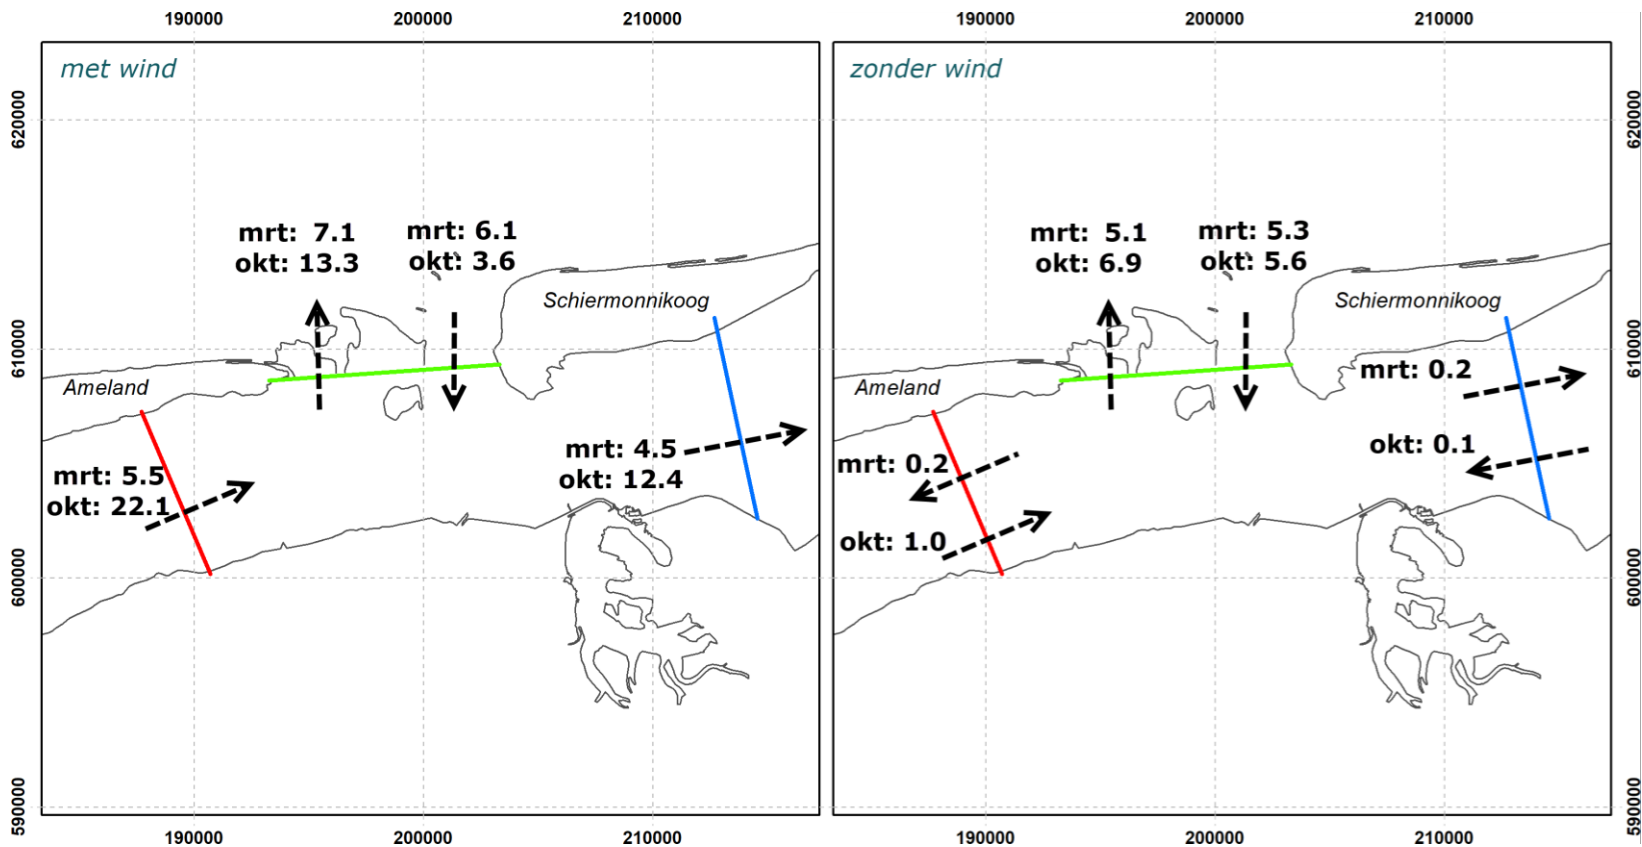 190000 200000 210000 190000 200000 210000
met wind
zonder wind
620000
620000
mrt: 7.1
okt: 13.3
mrt: 6.1
okt: 3.6
mrt: 5.1
okt: 6.9
mrt: 5.3
okt: 5.6
Schiermonnikoog
Schiermonnikoog
610000
610000
Ameland
Ameland
mrt: 0.2
mrt: 5.5
okt: 22.1
mrt: 4.5
okt: 12.4
mrt: 0.2
okt: 0.1
okt: 1.0
600000
600000
590000
590000
190000 200000 210000 190000 200000 210000